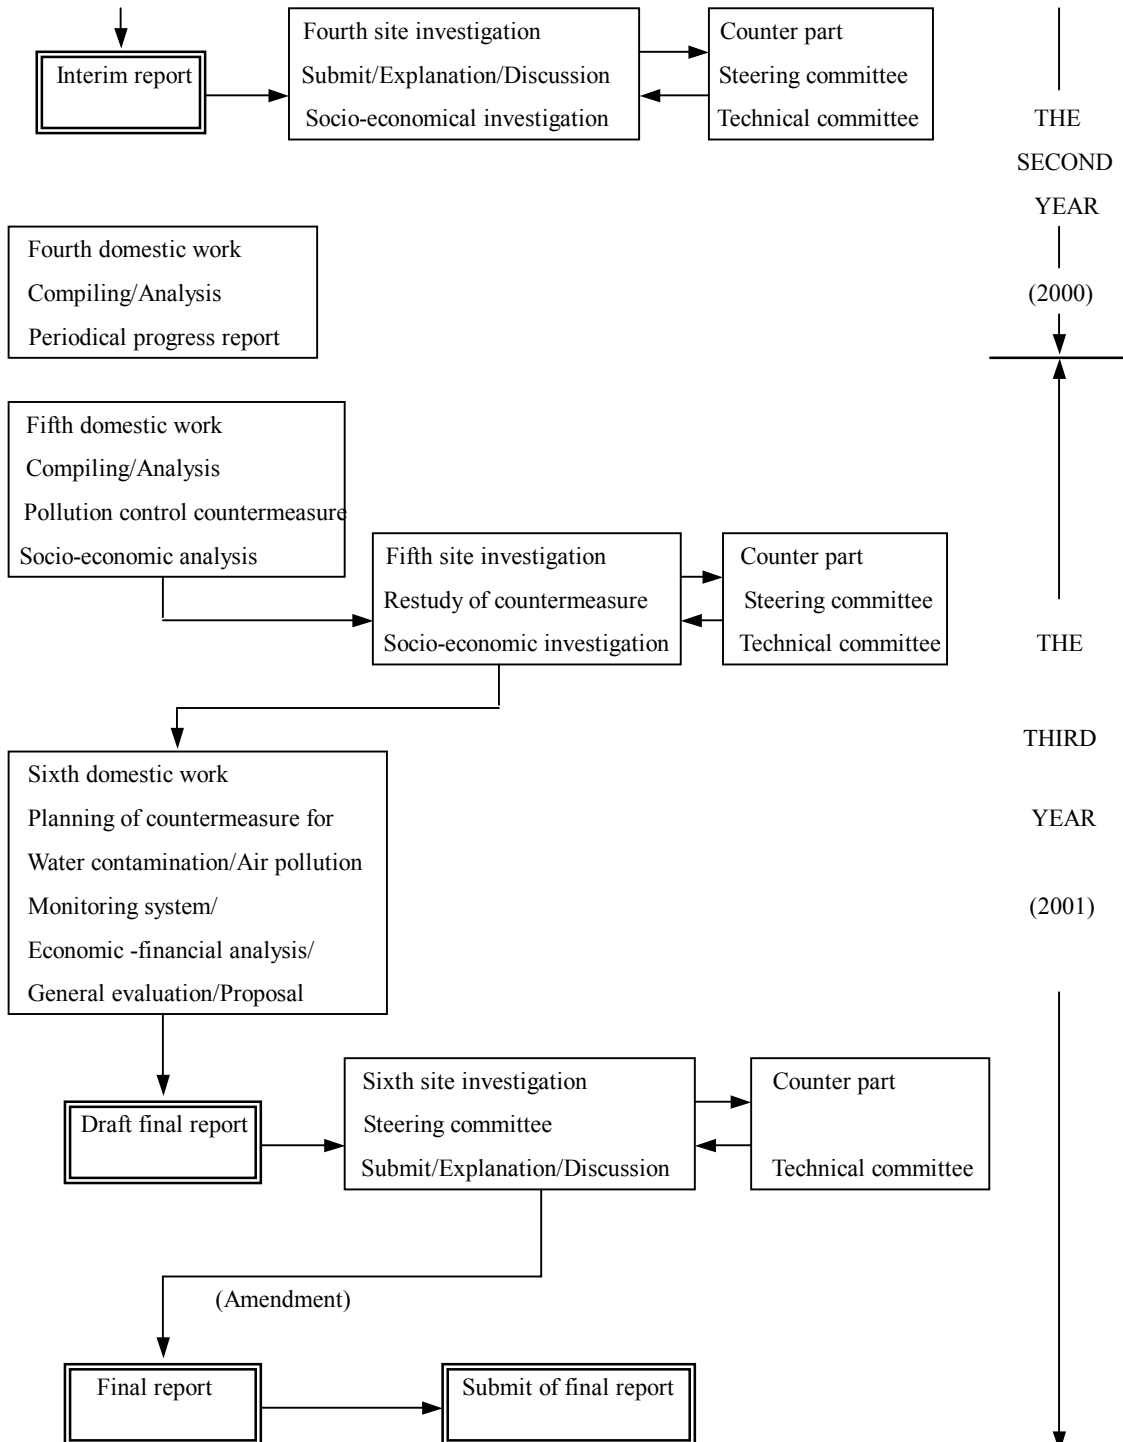 Interim report
Fourth site investigation
Submit/Explanation/Discussion
Socio-economical investigation
Counter part
Steering committee
Technical committee
THE
SECOND
YEAR
(2000)
Fourth domestic work
Compiling/Analysis
Periodical progress report
Fifth domestic work
Compiling/Analysis
Pollution control countermeasure
Socio-economic analysis
Fifth site investigation
Restudy of countermeasure
Socio-economic investigation
Counter part
Steering committee
Technical committee
THE
THIRD
YEAR
(2001)
Sixth domestic work
Planning of countermeasure for
Water contamination/Air pollution
Monitoring system/
Economic -financial analysis/
General evaluation/Proposal
Draft final report
Sixth site investigation
Steering committee
Submit/Explanation/Discussion
Counter part
Technical committee
(Amendment)
Final report
Submit of final report